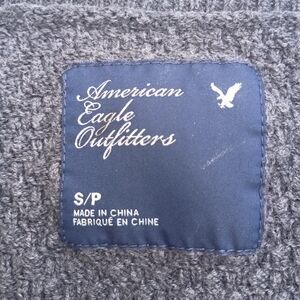 American
Eagle
Outfitters
S/P
MADE IN CHINA
FABRIQUÉ EN CHINE